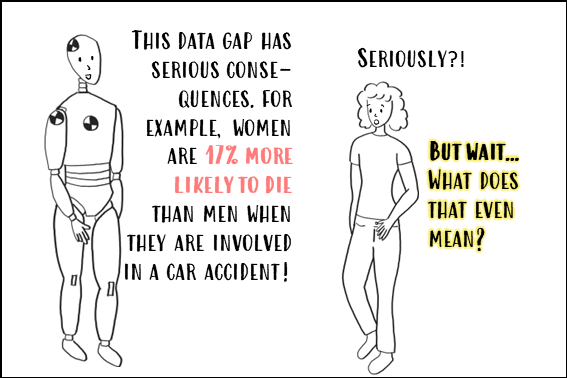 THIS DATA GAP HAS
SERIOUS CONSE-
QUENCES. FOR
EXAMPLE, WOMEN
ARE 17% MORE
LIKELY TO DIE
THAN MEN WHEN
THEY ARE INVOLVED
IN A CAR ACCIDENT!
SERIOUSLY?!
BUT WAIT...
WHAT DOES
THAT EVEN
MEAN?